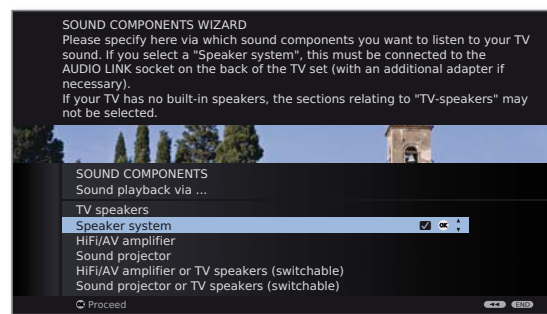 SOUND COMPONENTS WIZARD
Please specify here via which sound components you want to listen to your TV
sound. If you select a "Speaker system", this must be connected to the
AUDIO LINK socket on the back of the TV set (with an additional adapter if
necessary).
If your TV has no built-in speakers, the sections relating to "TV-speakers" may
not be selected.
SOUND COMPONENTS
Sound playback via ...
TV speakers
Speaker system OK
HiFi/AV amplifier
Sound projector
HiFi/AV amplifier or TV speakers (switchable)
Sound projector or TV speakers (switchable)
OK Proceed END